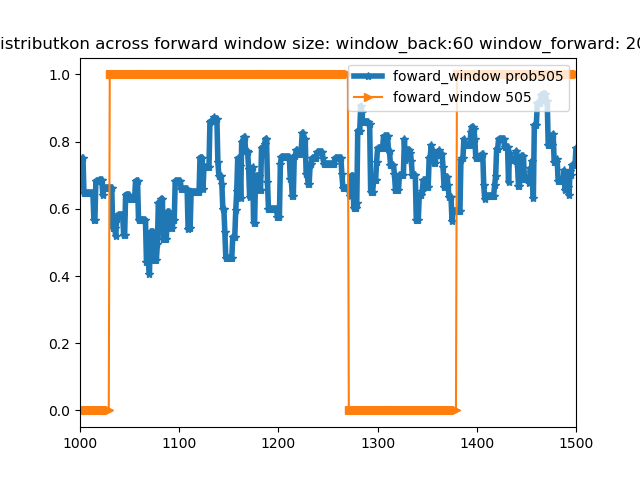 istributkon across forward window size: window_back:60 window_forward: 20
foward_window prob505
foward_window 505
1.0
0.8
0.6
0.4
0.2
0.0
1000 1100 1200 1300 1400 1500